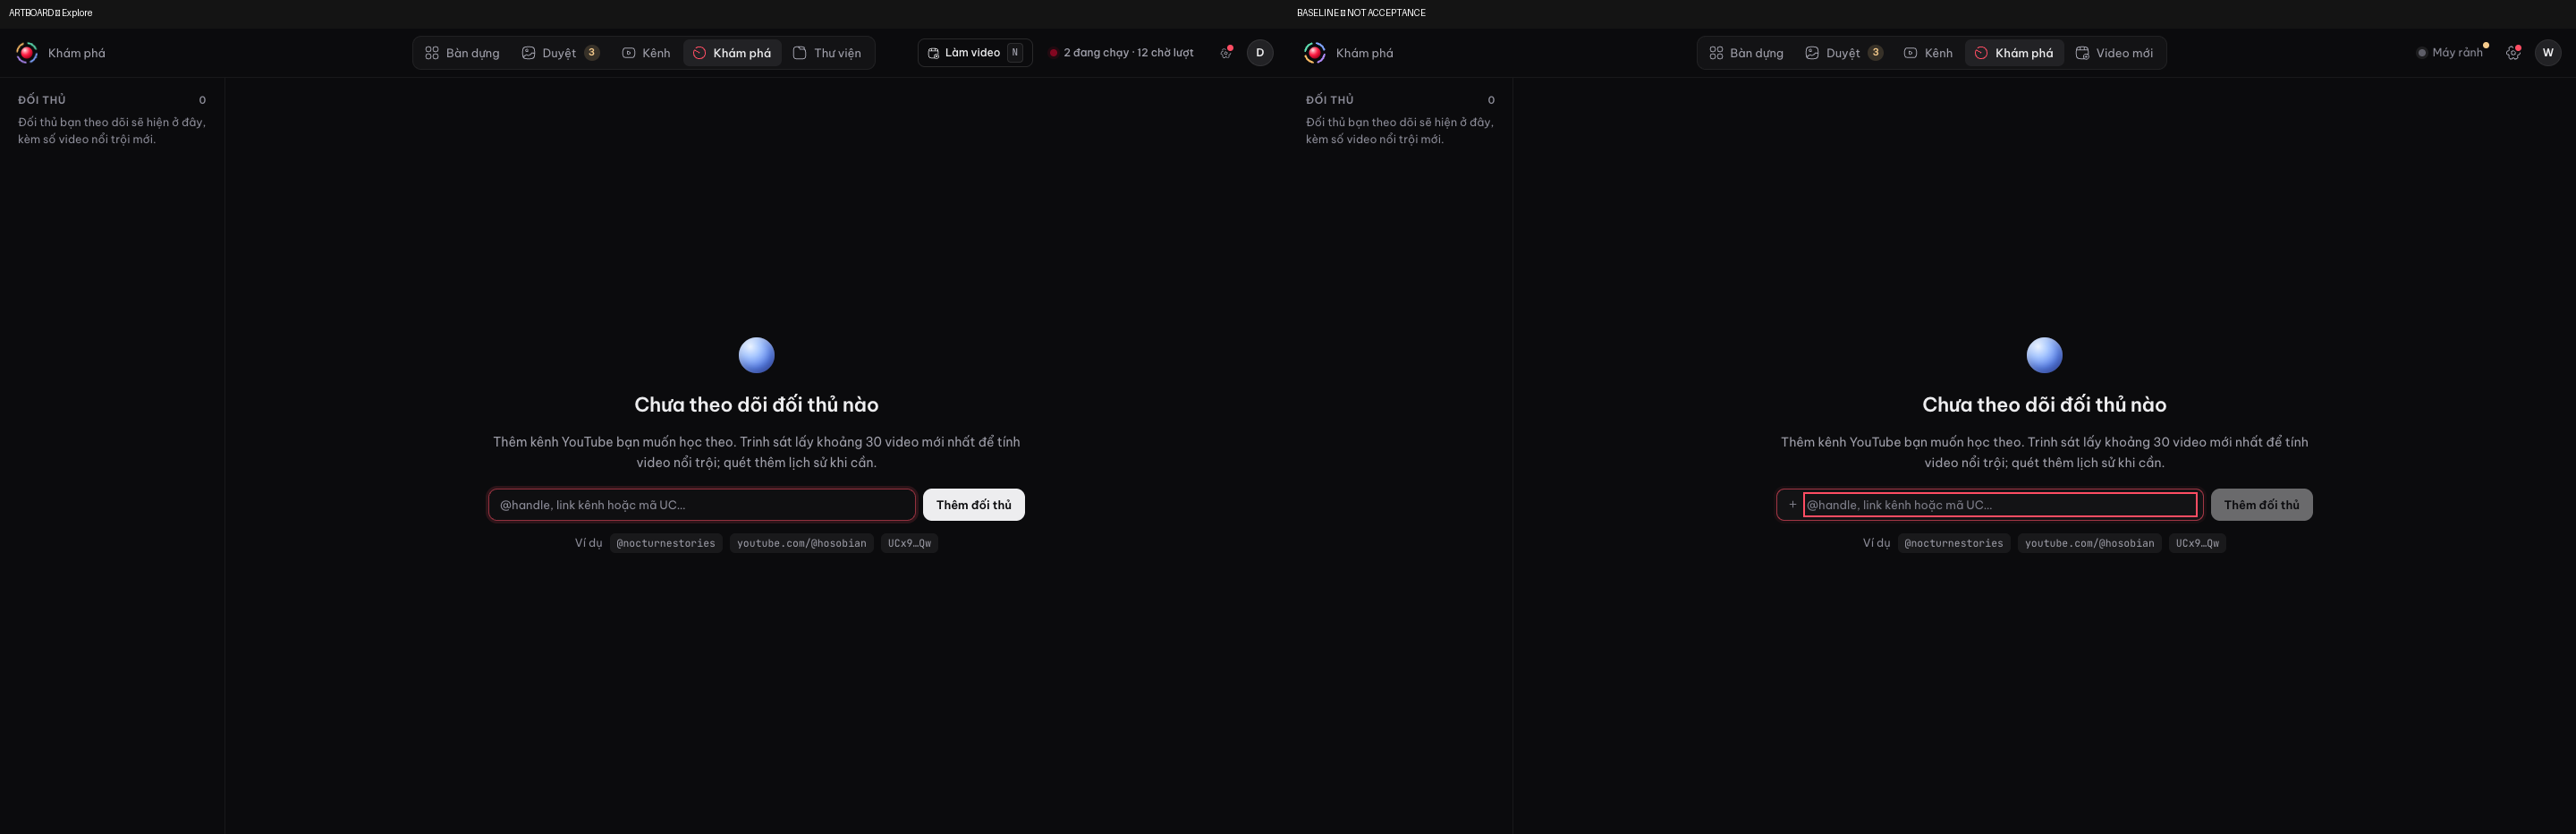 ARTBOARD Explore
Khám phá
Bàn dựng
Duyệt 3
Kênh
Khám phá
Thư viện
Làm video N
2 đang chạy · 12 chờ lượt
D
ĐỐI THỦ 0
Đối thủ bạn theo dõi sẽ hiện ở đây,
kèm số video nổi trội mới.
Chưa theo dõi đối thủ nào
Thêm kênh YouTube bạn muốn học theo. Trinh sát lấy khoảng 30 video mới nhất để tính
video nổi trội; quét thêm lịch sử khi cần.
@handle, link kênh hoặc mã UC…
Thêm đối thủ
Ví dụ @nocturnestories youtube.com/@hosobian UCx9…Qw
BASELINE NOT ACCEPTANCE
Khám phá
Bàn dựng
Duyệt 3
Kênh
Khám phá
Video mới
Máy rảnh
W
ĐỐI THỦ 0
Đối thủ bạn theo dõi sẽ hiện ở đây,
kèm số video nổi trội mới.
Chưa theo dõi đối thủ nào
Thêm kênh YouTube bạn muốn học theo. Trinh sát lấy khoảng 30 video mới nhất để tính
video nổi trội; quét thêm lịch sử khi cần.
+ @handle, link kênh hoặc mã UC…
Thêm đối thủ
Ví dụ @nocturnestories youtube.com/@hosobian UCx9…Qw